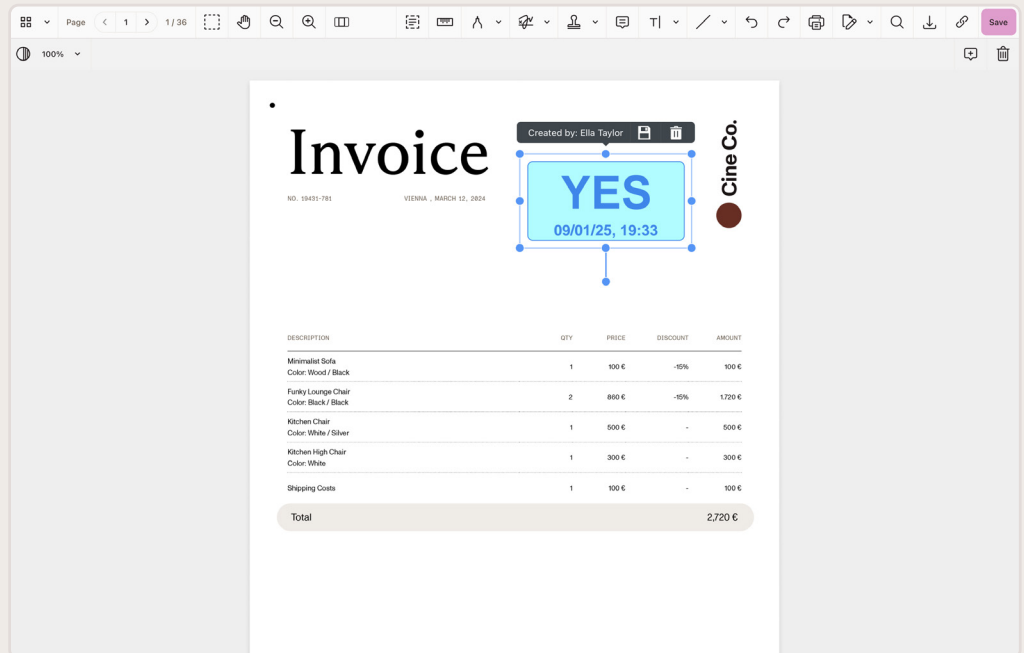 Page
1
1 / 36
T
Save
100%
Created by: Ella Taylor
Invoice
NO. 19431-781
VIENNA , MARCH 12, 2024
YES
09/01/25, 19:33
Cine Co.
DESCRIPTION QTY PRICE DISCOUNT AMOUNT
Minimalist Sofa
Color: Wood / Black
1 100 € -15% 100 €
Funky Lounge Chair
Color: Black / Black
2 860 € -15% 1.720 €
Kitchen Chair
Color: White / Silver
1 500 € - 500 €
Kitchen High Chair
Color: White
1 300 € - 300 €
Shipping Costs 1 100 € - 100 €
Total 2,720 €